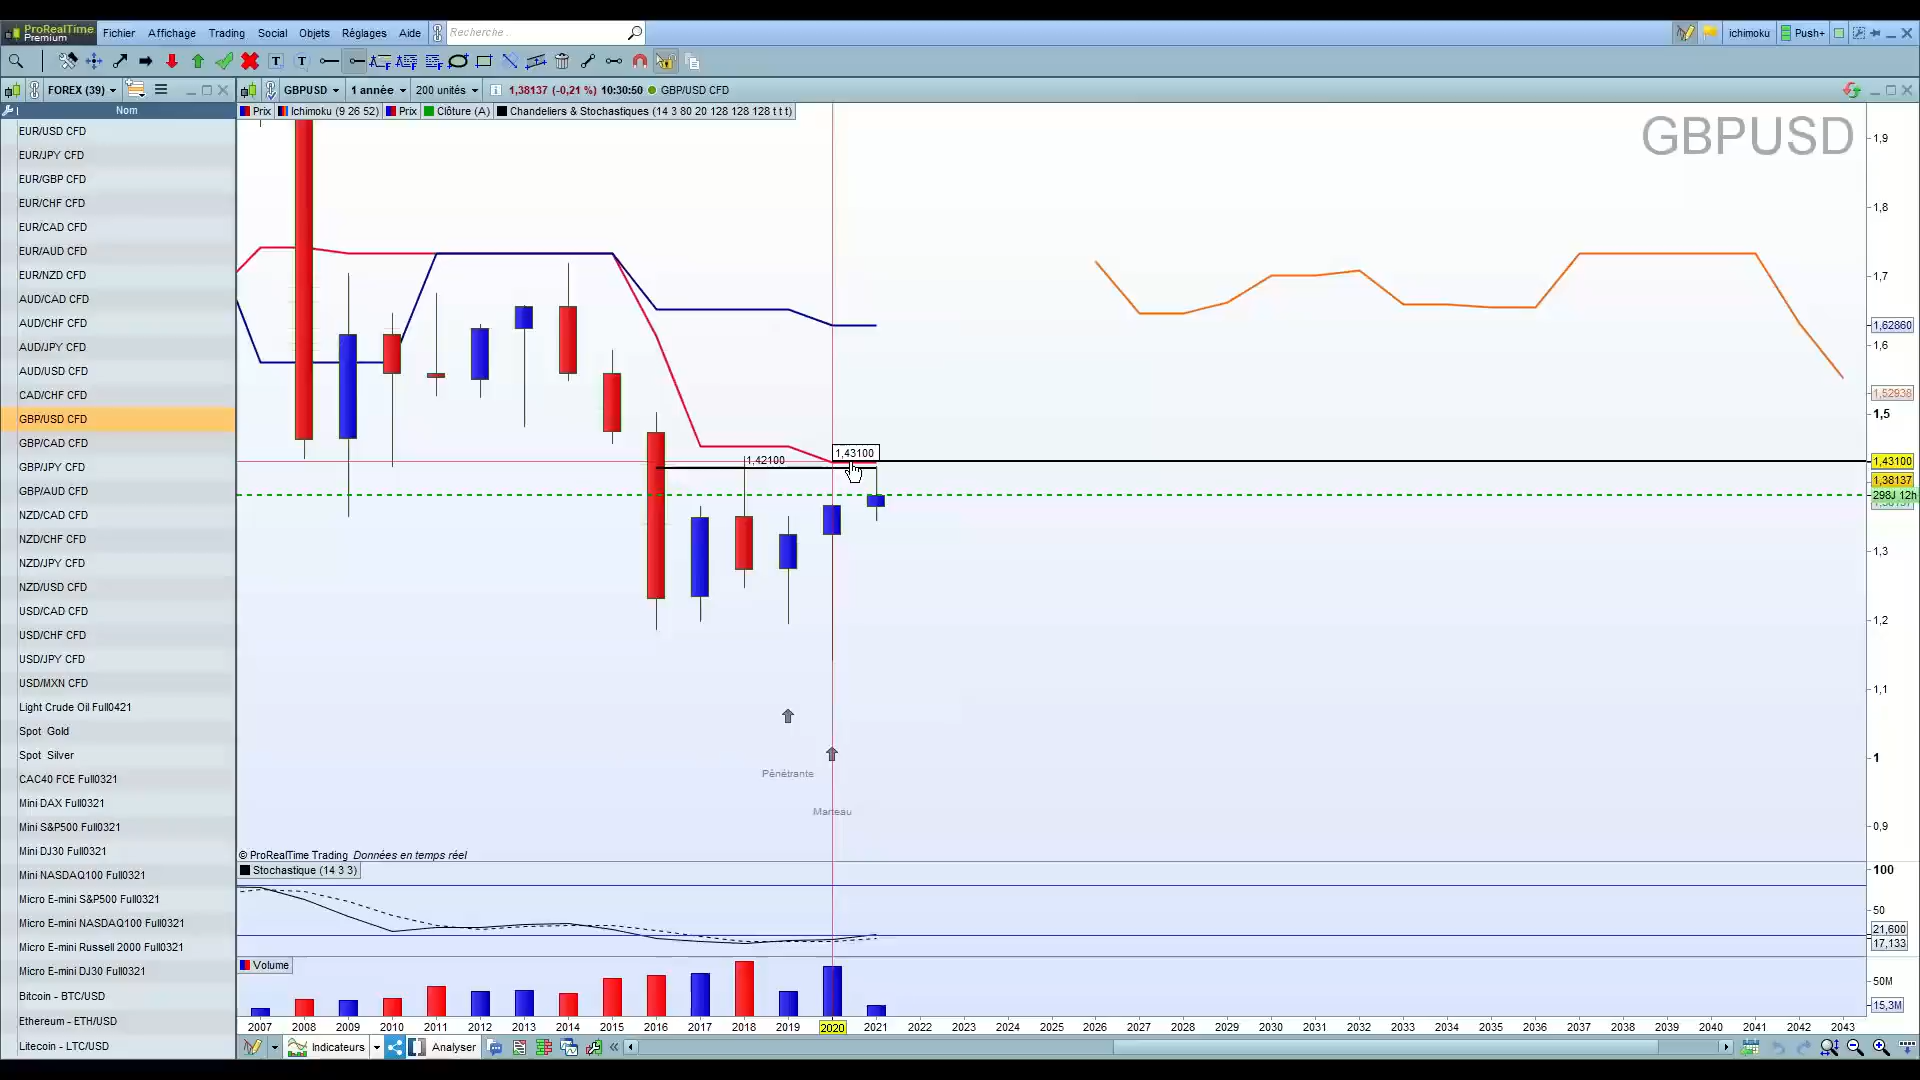 ProRealTime
Premium
Fichier Affichage Trading Social Objets Réglages Aide Recherche... ichimoku Push+
FOREX (39) GBPUSD 1 année 200 unités 1,38137 (-0,21 %) 10:30:50 GBP/USD CFD
Nom
Prix Ichimoku (9 26 52) Prix Clôture (A) Chandeliers & Stochastiques (14 3 80 20 128 128 128 t t t)
GBPUSD
EUR/USD CFD
EUR/JPY CFD
EUR/GBP CFD
EUR/CHF CFD
EUR/CAD CFD
EUR/AUD CFD
EUR/NZD CFD
AUD/CAD CFD
AUD/CHF CFD
AUD/JPY CFD
AUD/USD CFD
CAD/CHF CFD
GBP/USD CFD
GBP/CAD CFD
GBP/JPY CFD
GBP/AUD CFD
NZD/CAD CFD
NZD/CHF CFD
NZD/JPY CFD
NZD/USD CFD
USD/CAD CFD
USD/CHF CFD
USD/JPY CFD
USD/MXN CFD
Light Crude Oil Full0421
Spot Gold
Spot Silver
CAC40 FCE Full0321
Mini DAX Full0321
Mini S&P500 Full0321
Mini DJ30 Full0321
Mini NASDAQ100 Full0321
Micro E-mini S&P500 Full0321
Micro E-mini NASDAQ100 Full0321
Micro E-mini Russell 2000 Full0321
Micro E-mini DJ30 Full0321
Bitcoin - BTC/USD
Ethereum - ETH/USD
Litecoin - LTC/USD
1,9
1,8
1,7
1,62860
1,6
1,52938
1,5
1,43100
1,42100
1,43100
1,38137
298J 12h
1,3
1,2
1,1
1
0,9
Pénétrante
Marteau
© ProRealTime Trading Données en temps réel
Stochastique (14 3 3)
100
50
21,600
17,133
Volume
50M
15,3M
2007 2008 2009 2010 2011 2012 2013 2014 2015 2016 2017 2018 2019 2020 2021 2022 2023 2024 2025 2026 2027 2028 2029 2030 2031 2032 2033 2034 2035 2036 2037 2038 2039 2040 2041 2042 2043
Indicateurs Analyser